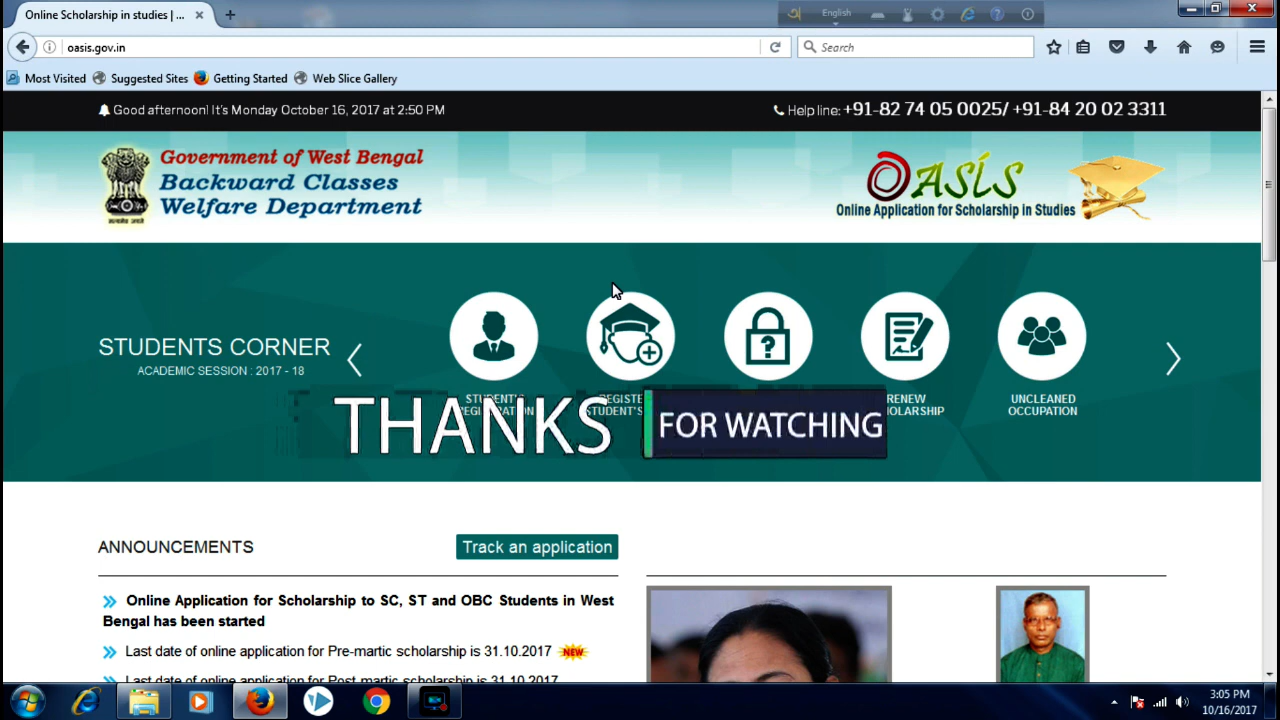 Online Scholarship in studies | ...
English
oasis.gov.in
Search
Most Visited
Suggested Sites
Getting Started
Web Slice Gallery
Good afternoon! It's Monday October 16, 2017 at 2:50 PM
Help line: +91-82 74 05 0025/ +91-84 20 02 3311
Government of West Bengal
Backward Classes
Welfare Department
OASIS
Online Application for Scholarship in Studies
STUDENTS CORNER
ACADEMIC SESSION : 2017 - 18
RENEW
UNCLEANED
OCCUPATION
THANKS
FOR WATCHING
ANNOUNCEMENTS
Track an application
Online Application for Scholarship to SC, ST and OBC Students in West
Bengal has been started
Last date of online application for Pre-martic scholarship is 31.10.2017
NEW
Last date of online application for Post martic scholarship is 31.10.2017
3:05 PM
10/16/2017